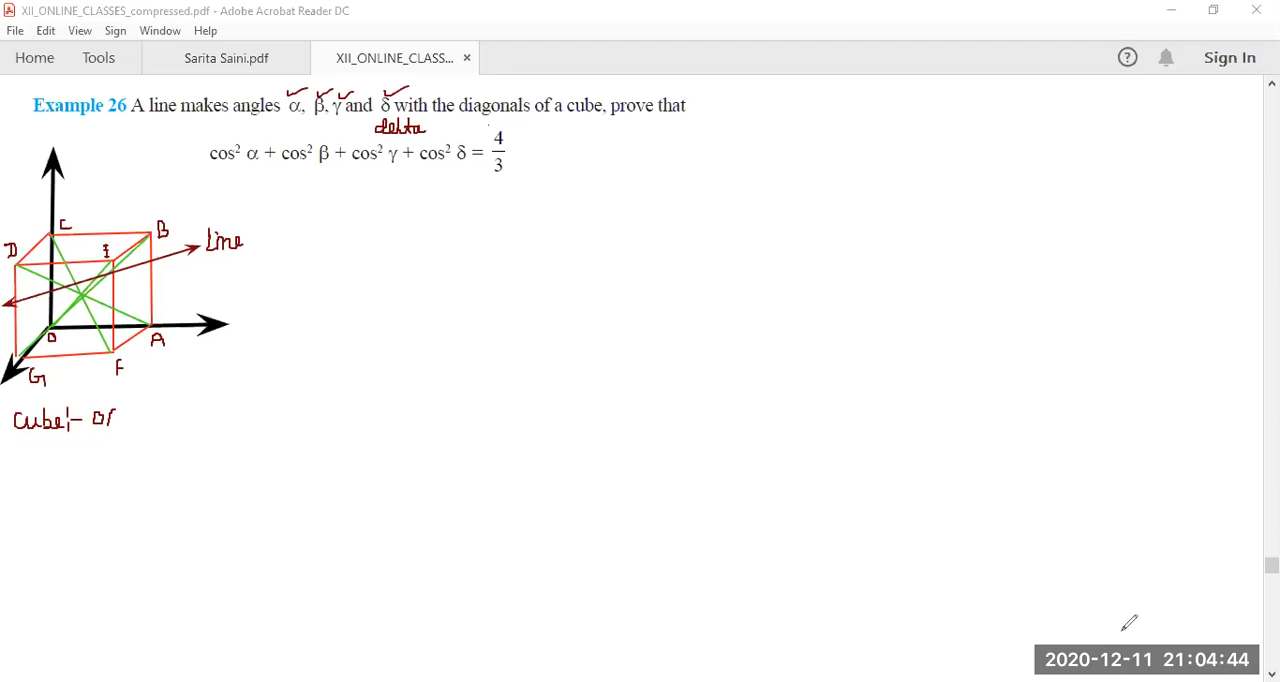 XII_ONLINE_CLASSES_compressed.pdf - Adobe Acrobat Reader DC
File Edit View Sign Window Help
Home Tools Sarita Saini.pdf XII_ONLINE_CLASS... × Sign In
Example 26 A line makes angles α, β, γ and δ with the diagonals of a cube, prove that
delta
cos² α + cos² β + cos² γ + cos² δ = 4/3
C B
D E Line
O A
G F
Cube:-
2020-12-11 21:04:44